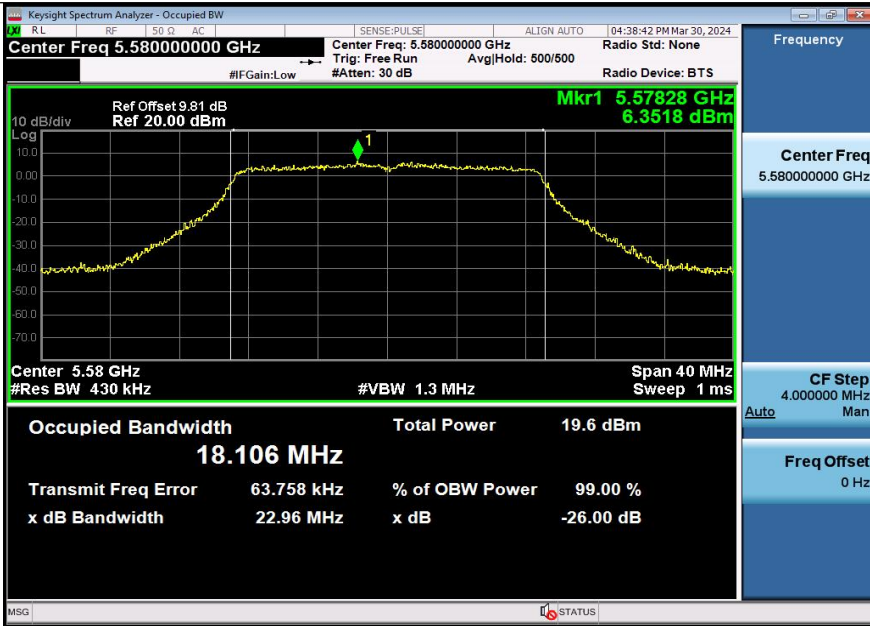 Keysight Spectrum Analyzer - Occupied BW
LXI RL RF 50 Ω AC SENSE:PULSE ALIGN AUTO 04:38:42 PM Mar 30, 2024
Center Freq 5.580000000 GHz
Center Freq: 5.580000000 GHz Radio Std: None
Trig: Free Run Avg|Hold: 500/500
#IFGain:Low #Atten: 30 dB Radio Device: BTS
Frequency
Mkr1 5.57828 GHz
6.3518 dBm
Ref Offset 9.81 dB
10 dB/div Ref 20.00 dBm
Log
1
10.0
0.00
-10.0
-20.0
-30.0
-40.0
-60.0
-70.0
Center 5.58 GHz Span 40 MHz
#Res BW 430 kHz #VBW 1.3 MHz Sweep 1 ms
Occupied Bandwidth Total Power 19.6 dBm
18.106 MHz
Transmit Freq Error 63.758 kHz % of OBW Power 99.00 %
x dB Bandwidth 22.96 MHz x dB -26.00 dB
Center Freq
5.580000000 GHz
CF Step
4.000000 MHz
Auto Man
Freq Offset
0 Hz
MSG STATUS